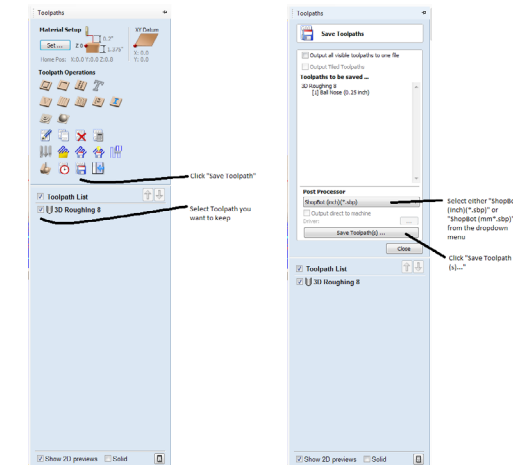 Toolpaths
Material Setup
Set ...
Z 0
0.2"
1.375"
Home Pos: X:0.0 Y:0.0 Z:0.8
XY Datum
X: 0.0
Y: 0.0
Toolpath Operations
Click "Save Toolpath"
Toolpath List
3D Roughing 8
Select Toolpath you
want to keep
Show 2D previews
Solid
Toolpaths
Save Toolpaths
Output all visible toolpaths to one file
Output Tiled Toolpaths
Toolpaths to be saved ...
3D Roughing 8
[1] Ball Nose (0.25 inch)
Post Processor
ShopBot (inch)(*.sbp)
Output direct to machine
Driver:
...
Save Toolpath(s) ...
Close
Select either "ShopBo
(inch)(*.sbp)" or
"ShopBot (mm*.sbp)"
from the dropdown
menu
Click "Save Toolpath
(s)..."
Toolpath List
3D Roughing 8
Show 2D previews
Solid